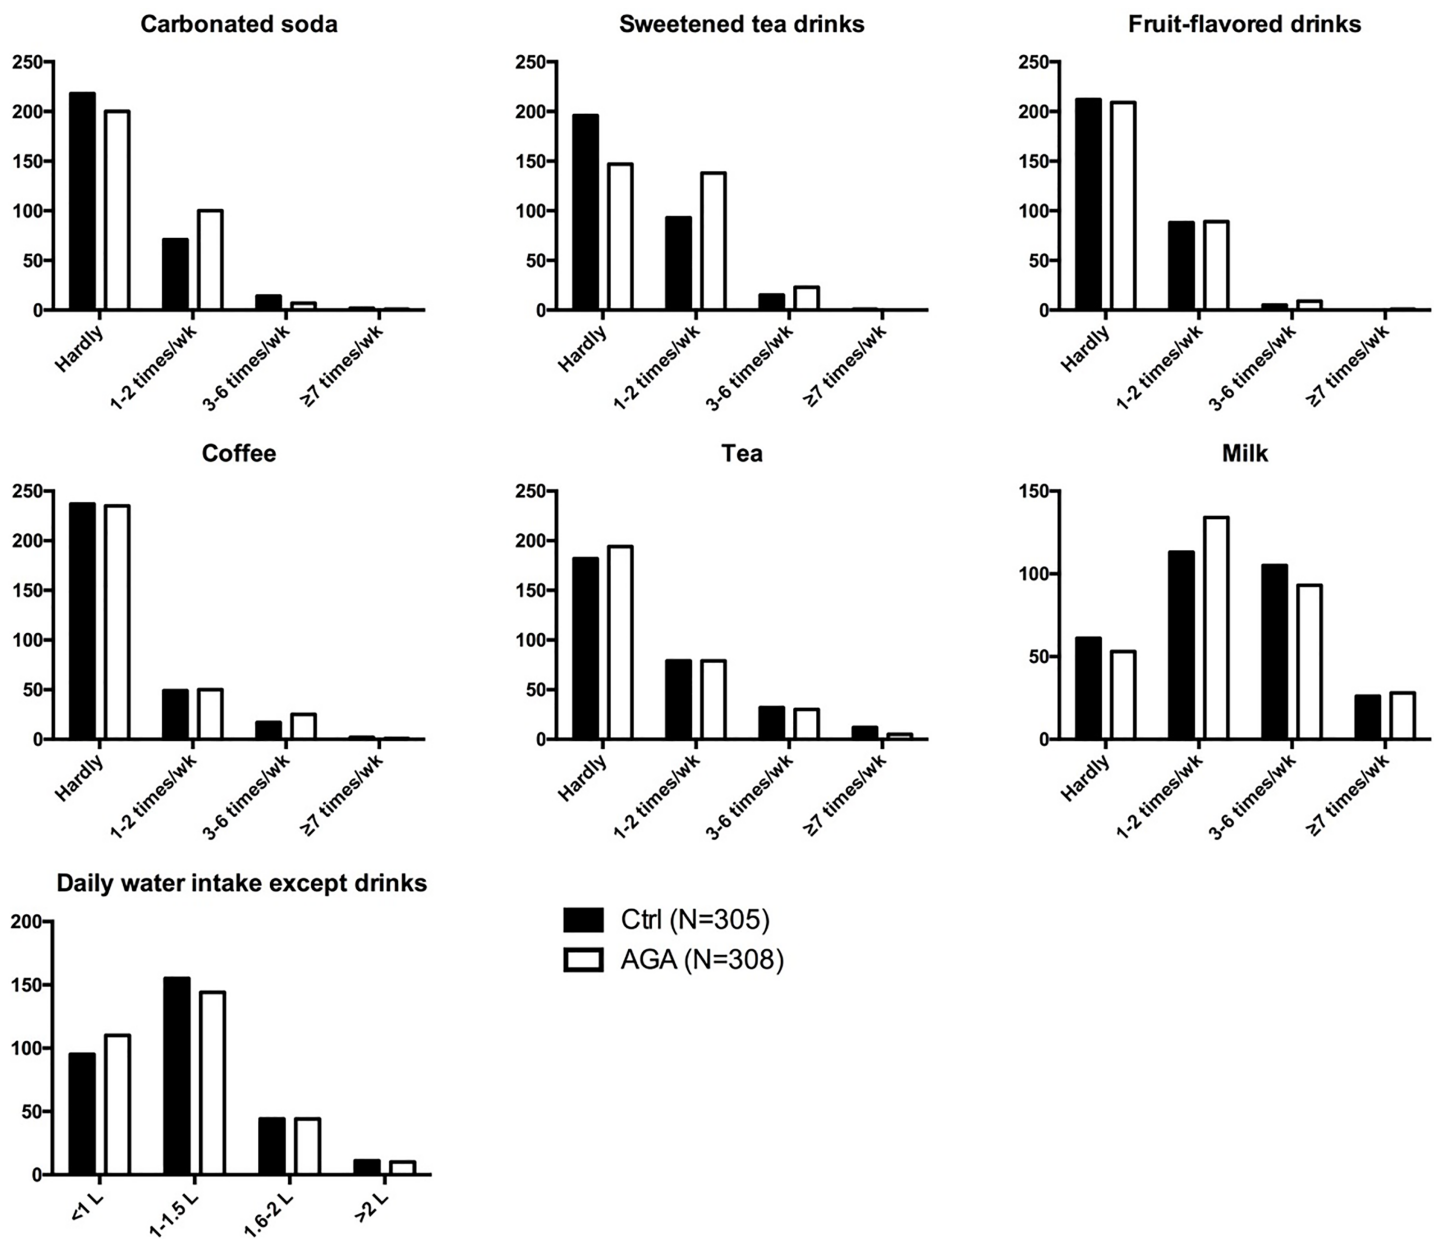 Carbonated soda
250
200
150
100
50
0
Hardly
1-2 times/wk
3-6 times/wk
≥7 times/wk
Sweetened tea drinks
250
200
150
100
50
0
Hardly
1-2 times/wk
3-6 times/wk
≥7 times/wk
Fruit-flavored drinks
250
200
150
100
50
0
Hardly
1-2 times/wk
3-6 times/wk
≥7 times/wk
Coffee
250
200
150
100
50
0
Hardly
1-2 times/wk
3-6 times/wk
≥7 times/wk
Tea
250
200
150
100
50
0
Hardly
1-2 times/wk
3-6 times/wk
≥7 times/wk
Milk
150
100
50
0
Hardly
1-2 times/wk
3-6 times/wk
≥7 times/wk
Daily water intake except drinks
200
150
100
50
0
<1 L
1-1.5 L
1.6-2 L
>2 L
Ctrl (N=305)
AGA (N=308)